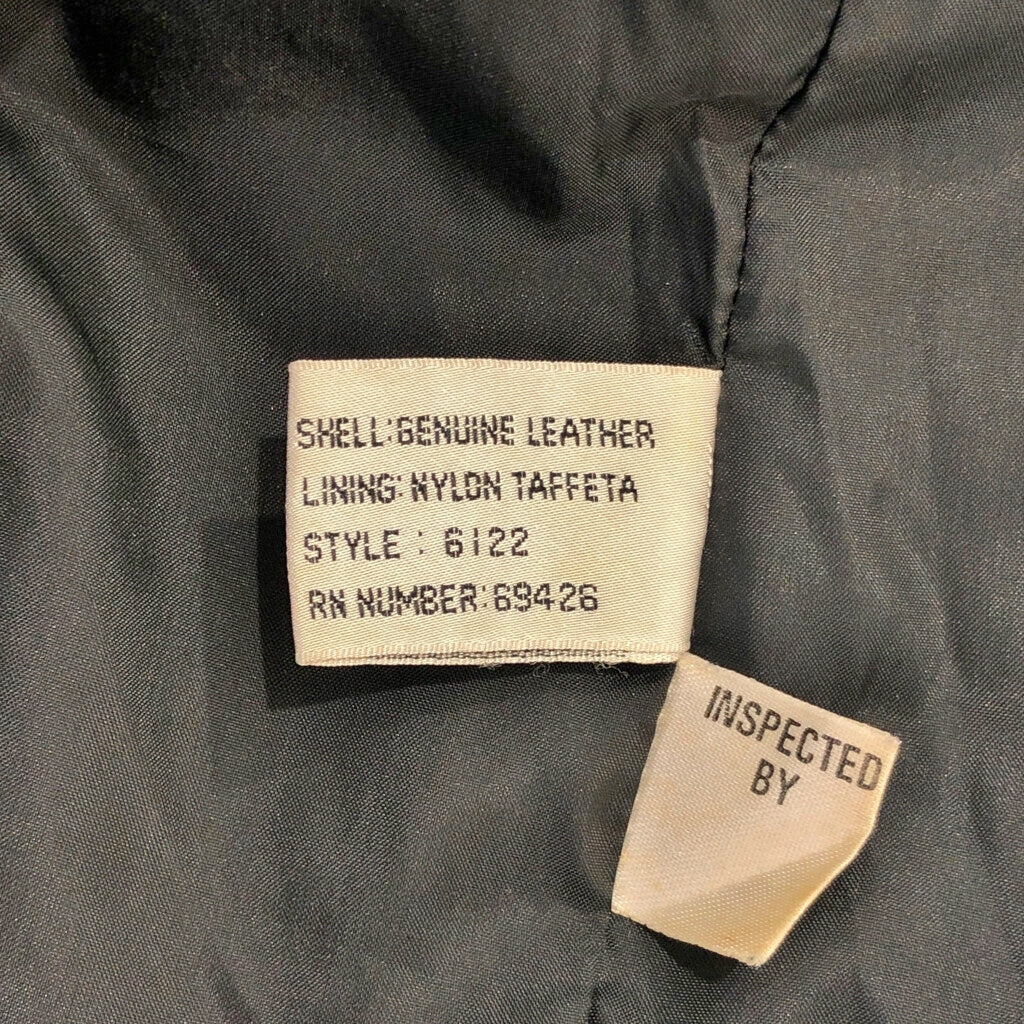 SHELL:GENUINE LEATHER
LINING: NYLON TAFFETA
STYLE : 6122
RN NUMBER:69426
INSPECTED
BY